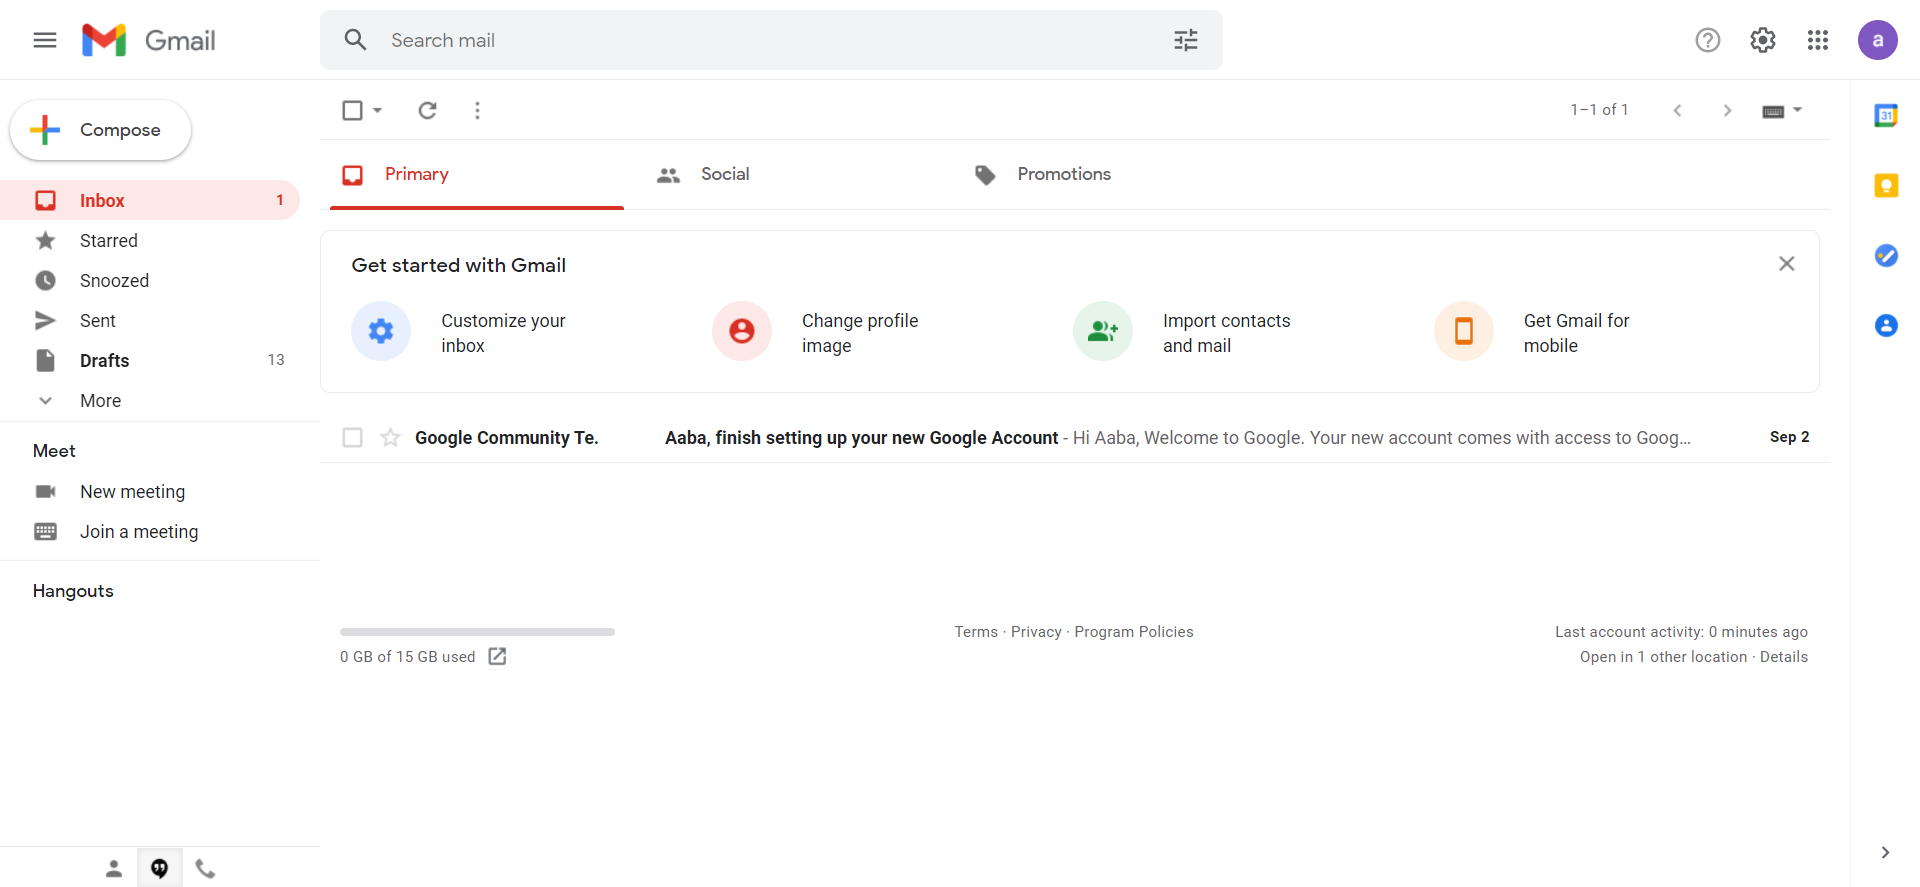 Gmail
Search mail
a
Compose
1–1 of 1
31
Primary
Social
Promotions
Inbox 1
Starred
Snoozed
Sent
Drafts 13
More
Get started with Gmail
Customize your
inbox
Change profile
image
Import contacts
and mail
Get Gmail for
mobile
Google Community Te. Aaba, finish setting up your new Google Account - Hi Aaba, Welcome to Google. Your new account comes with access to Goog... Sep 2
Meet
New meeting
Join a meeting
Hangouts
0 GB of 15 GB used
Terms · Privacy · Program Policies
Last account activity: 0 minutes ago
Open in 1 other location · Details